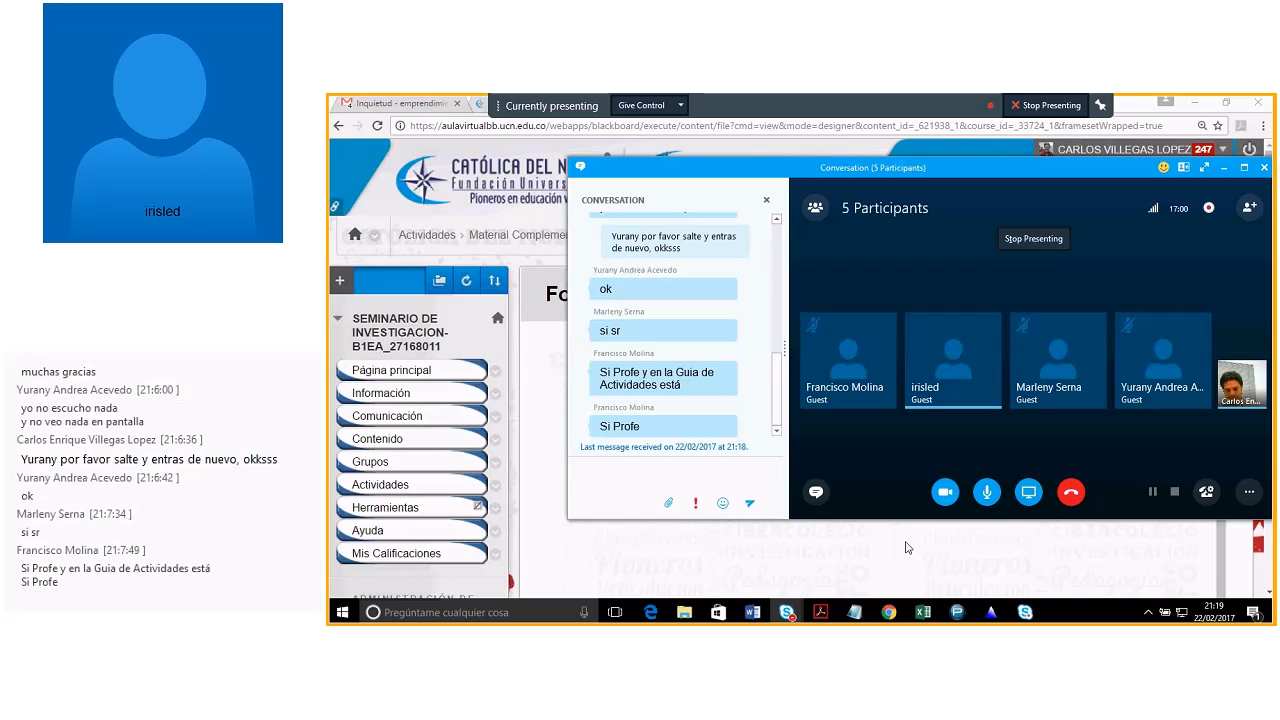 irisled
muchas gracias
Yurany Andrea Acevedo [21:6:00]
yo no escucho nada
y no veo nada en pantalla
Carlos Enrique Villegas Lopez [21:6:36]
Yurany por favor salte y entras de nuevo, okksss
Yurany Andrea Acevedo [21:6:42]
ok
Marleny Serna [21:7:34]
si sr
Francisco Molina [21:7:49]
Si Profe y en la Guia de Actividades está
Si Profe
Inquietud - emprendimi
Currently presenting
Give Control
Stop Presenting
https://aulavirtualbb.ucn.edu.co/webapps/blackboard/execute/content/file?cmd=view&mode=designer&content_id=_621938_1&course_id=_33724_1&framesetWrapped=true
CATÓLICA DEL N
Fundación Univers
Pioneros en educación v
CARLOS VILLEGAS LOPEZ 247
Actividades > Material Compleme
Fo
SEMINARIO DE
INVESTIGACION-
B1EA_27168011
Página principal
Información
Comunicación
Contenido
Grupos
Actividades
Herramientas
Ayuda
Mis Calificaciones
Conversation (5 Participants)
CONVERSATION
Yurany por favor salte y entras
de nuevo, okksss
Yurany Andrea Acevedo
ok
Marleny Serna
si sr
Francisco Molina
Si Profe y en la Guia de
Actividades está
Francisco Molina
Si Profe
Last message received on 22/02/2017 at 21:18.
5 Participants
17:00
Stop Presenting
Francisco Molina
Guest
irisled
Guest
Marleny Serna
Guest
Yurany Andrea A...
Guest
Carlos En...
Pregúntame cualquier cosa
21:19
22/02/2017